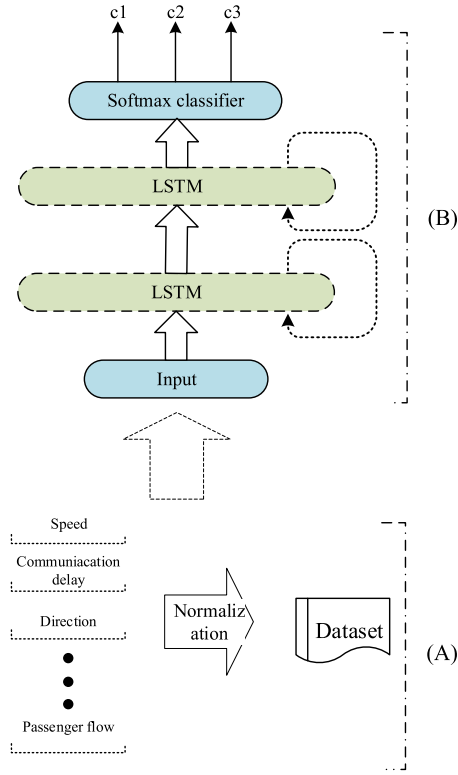 c1 c2 c3
Softmax classifier
LSTM
(B)
LSTM
Input
Speed
Communiacation
delay
Direction
Passenger flow
Normaliz
ation
Dataset
(A)